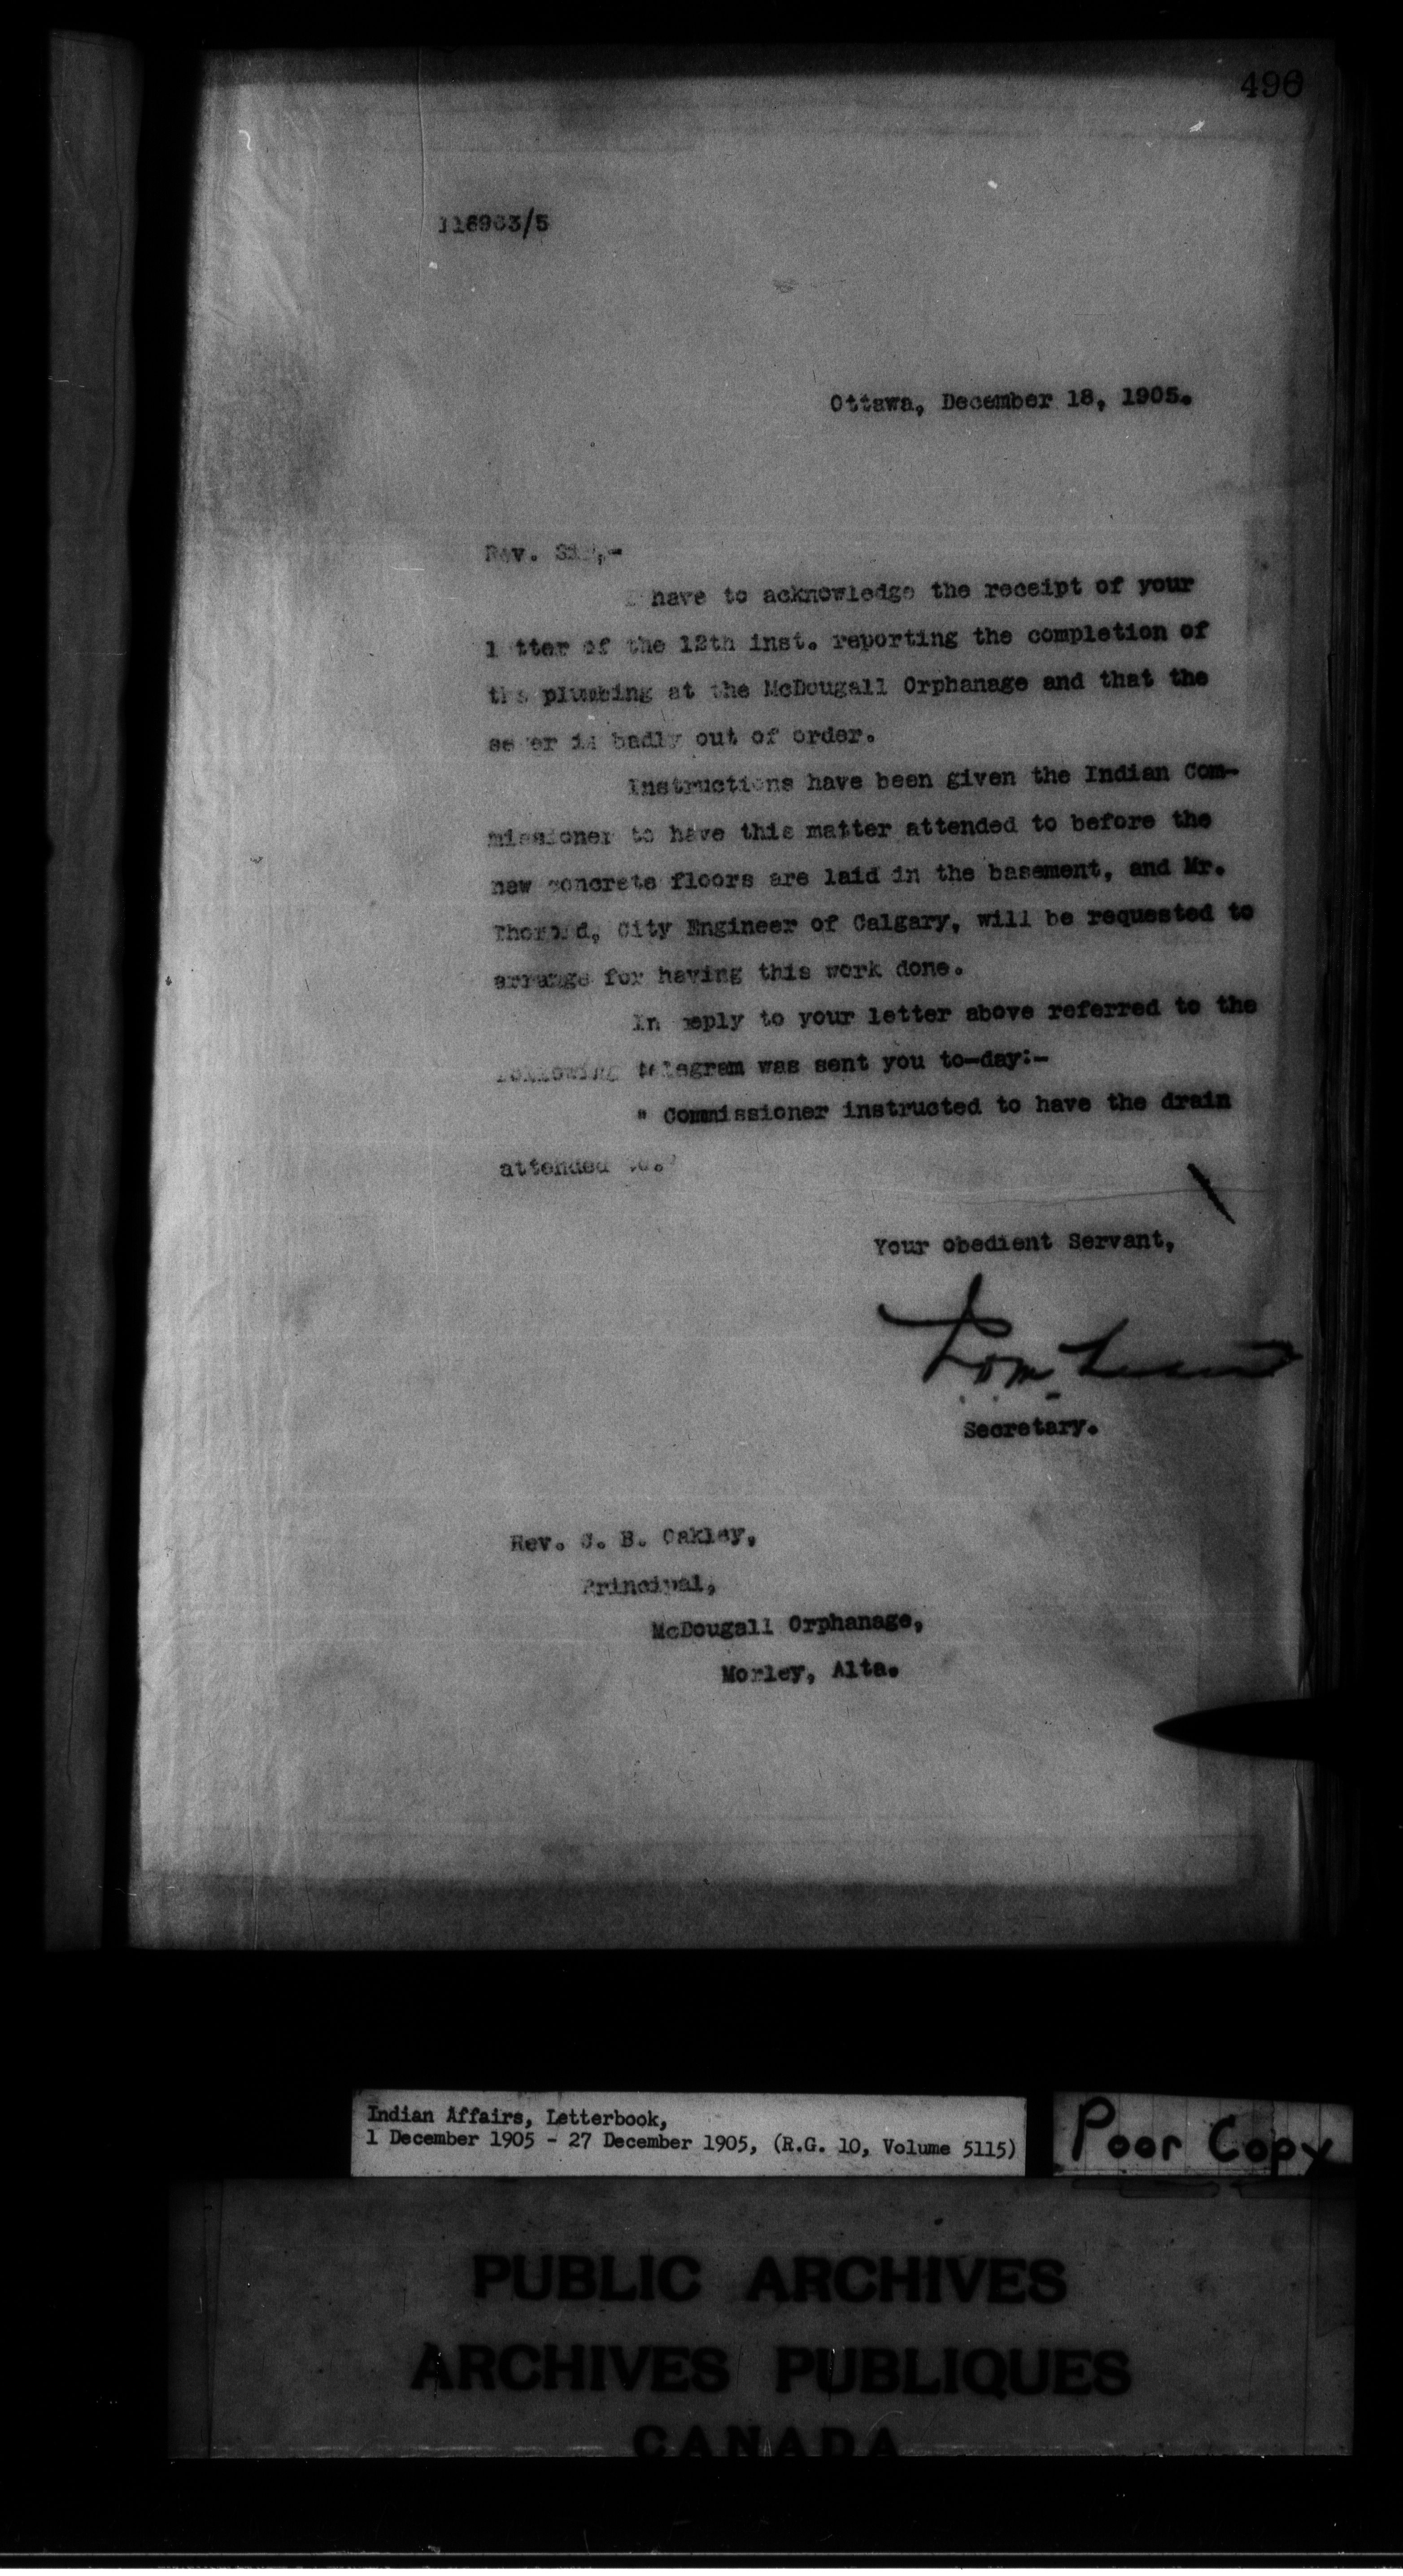 496
116963/5
Ottawa, December 18, 1905.
Rev. Sir,-
I have to acknowledge the receipt of your
letter of the 12th inst. reporting the completion of
the plumbing at the McDougall Orphanage and that the
sewer is badly out of order.
Instructions have been given the Indian Com-
missioner to have this matter attended to before the
new concrete floors are laid in the basement, and Mr.
Thorold, City Engineer of Calgary, will be requested to
arrange for having this work done.
In reply to your letter above referred to the
following telegram was sent you to-day:-
" Commissioner instructed to have the drain
attended to."
Your Obedient Servant,
Secretary.
Rev. J. B. Oakley,
Principal,
McDougall Orphanage,
Morley, Alta.
Indian Affairs, Letterbook,
1 December 1905 - 27 December 1905, (R.G. 10, Volume 5115)
Poor Copy
PUBLIC ARCHIVES
ARCHIVES PUBLIQUES
CANADA